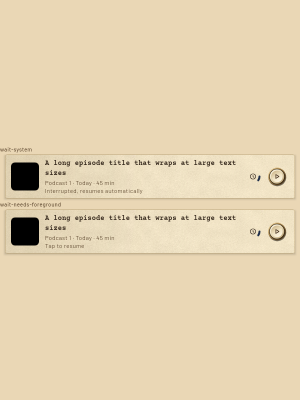 wait-system
A long episode title that wraps at large text
sizes
Podcast 1 · Today · 45 min
Interrupted, resumes automatically
wait-needs-foreground
A long episode title that wraps at large text
sizes
Podcast 1 · Today · 45 min
Tap to resume